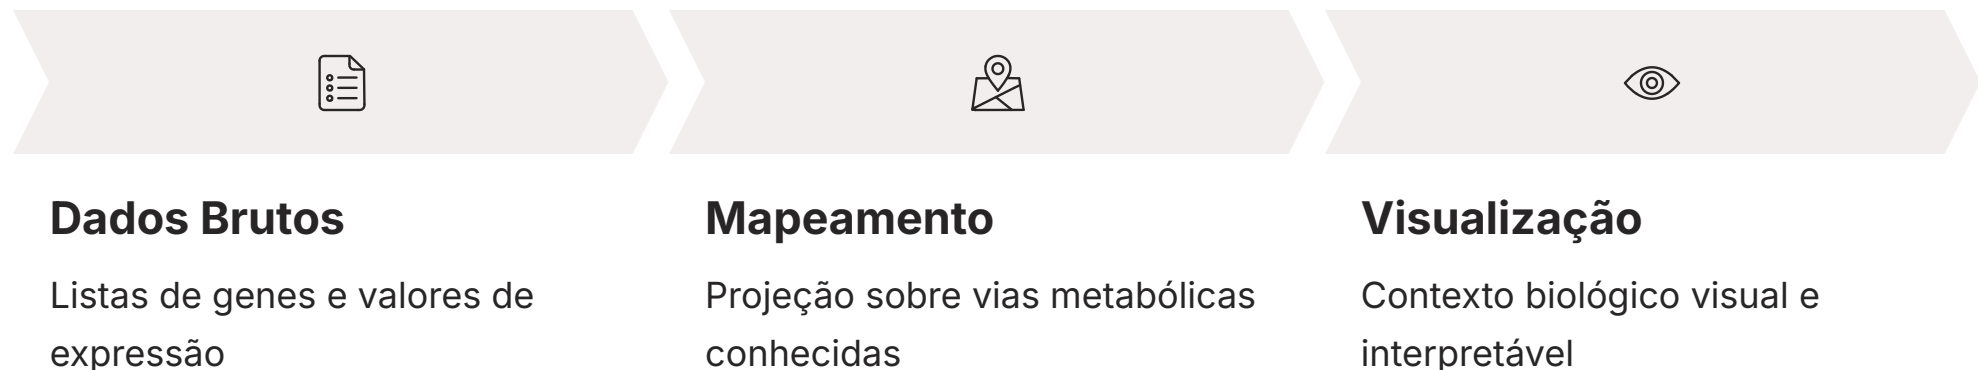 Dados Brutos
Listas de genes e valores de
expressão
Mapeamento
Projeção sobre vias metabólicas
conhecidas
Visualização
Contexto biológico visual e
interpretável